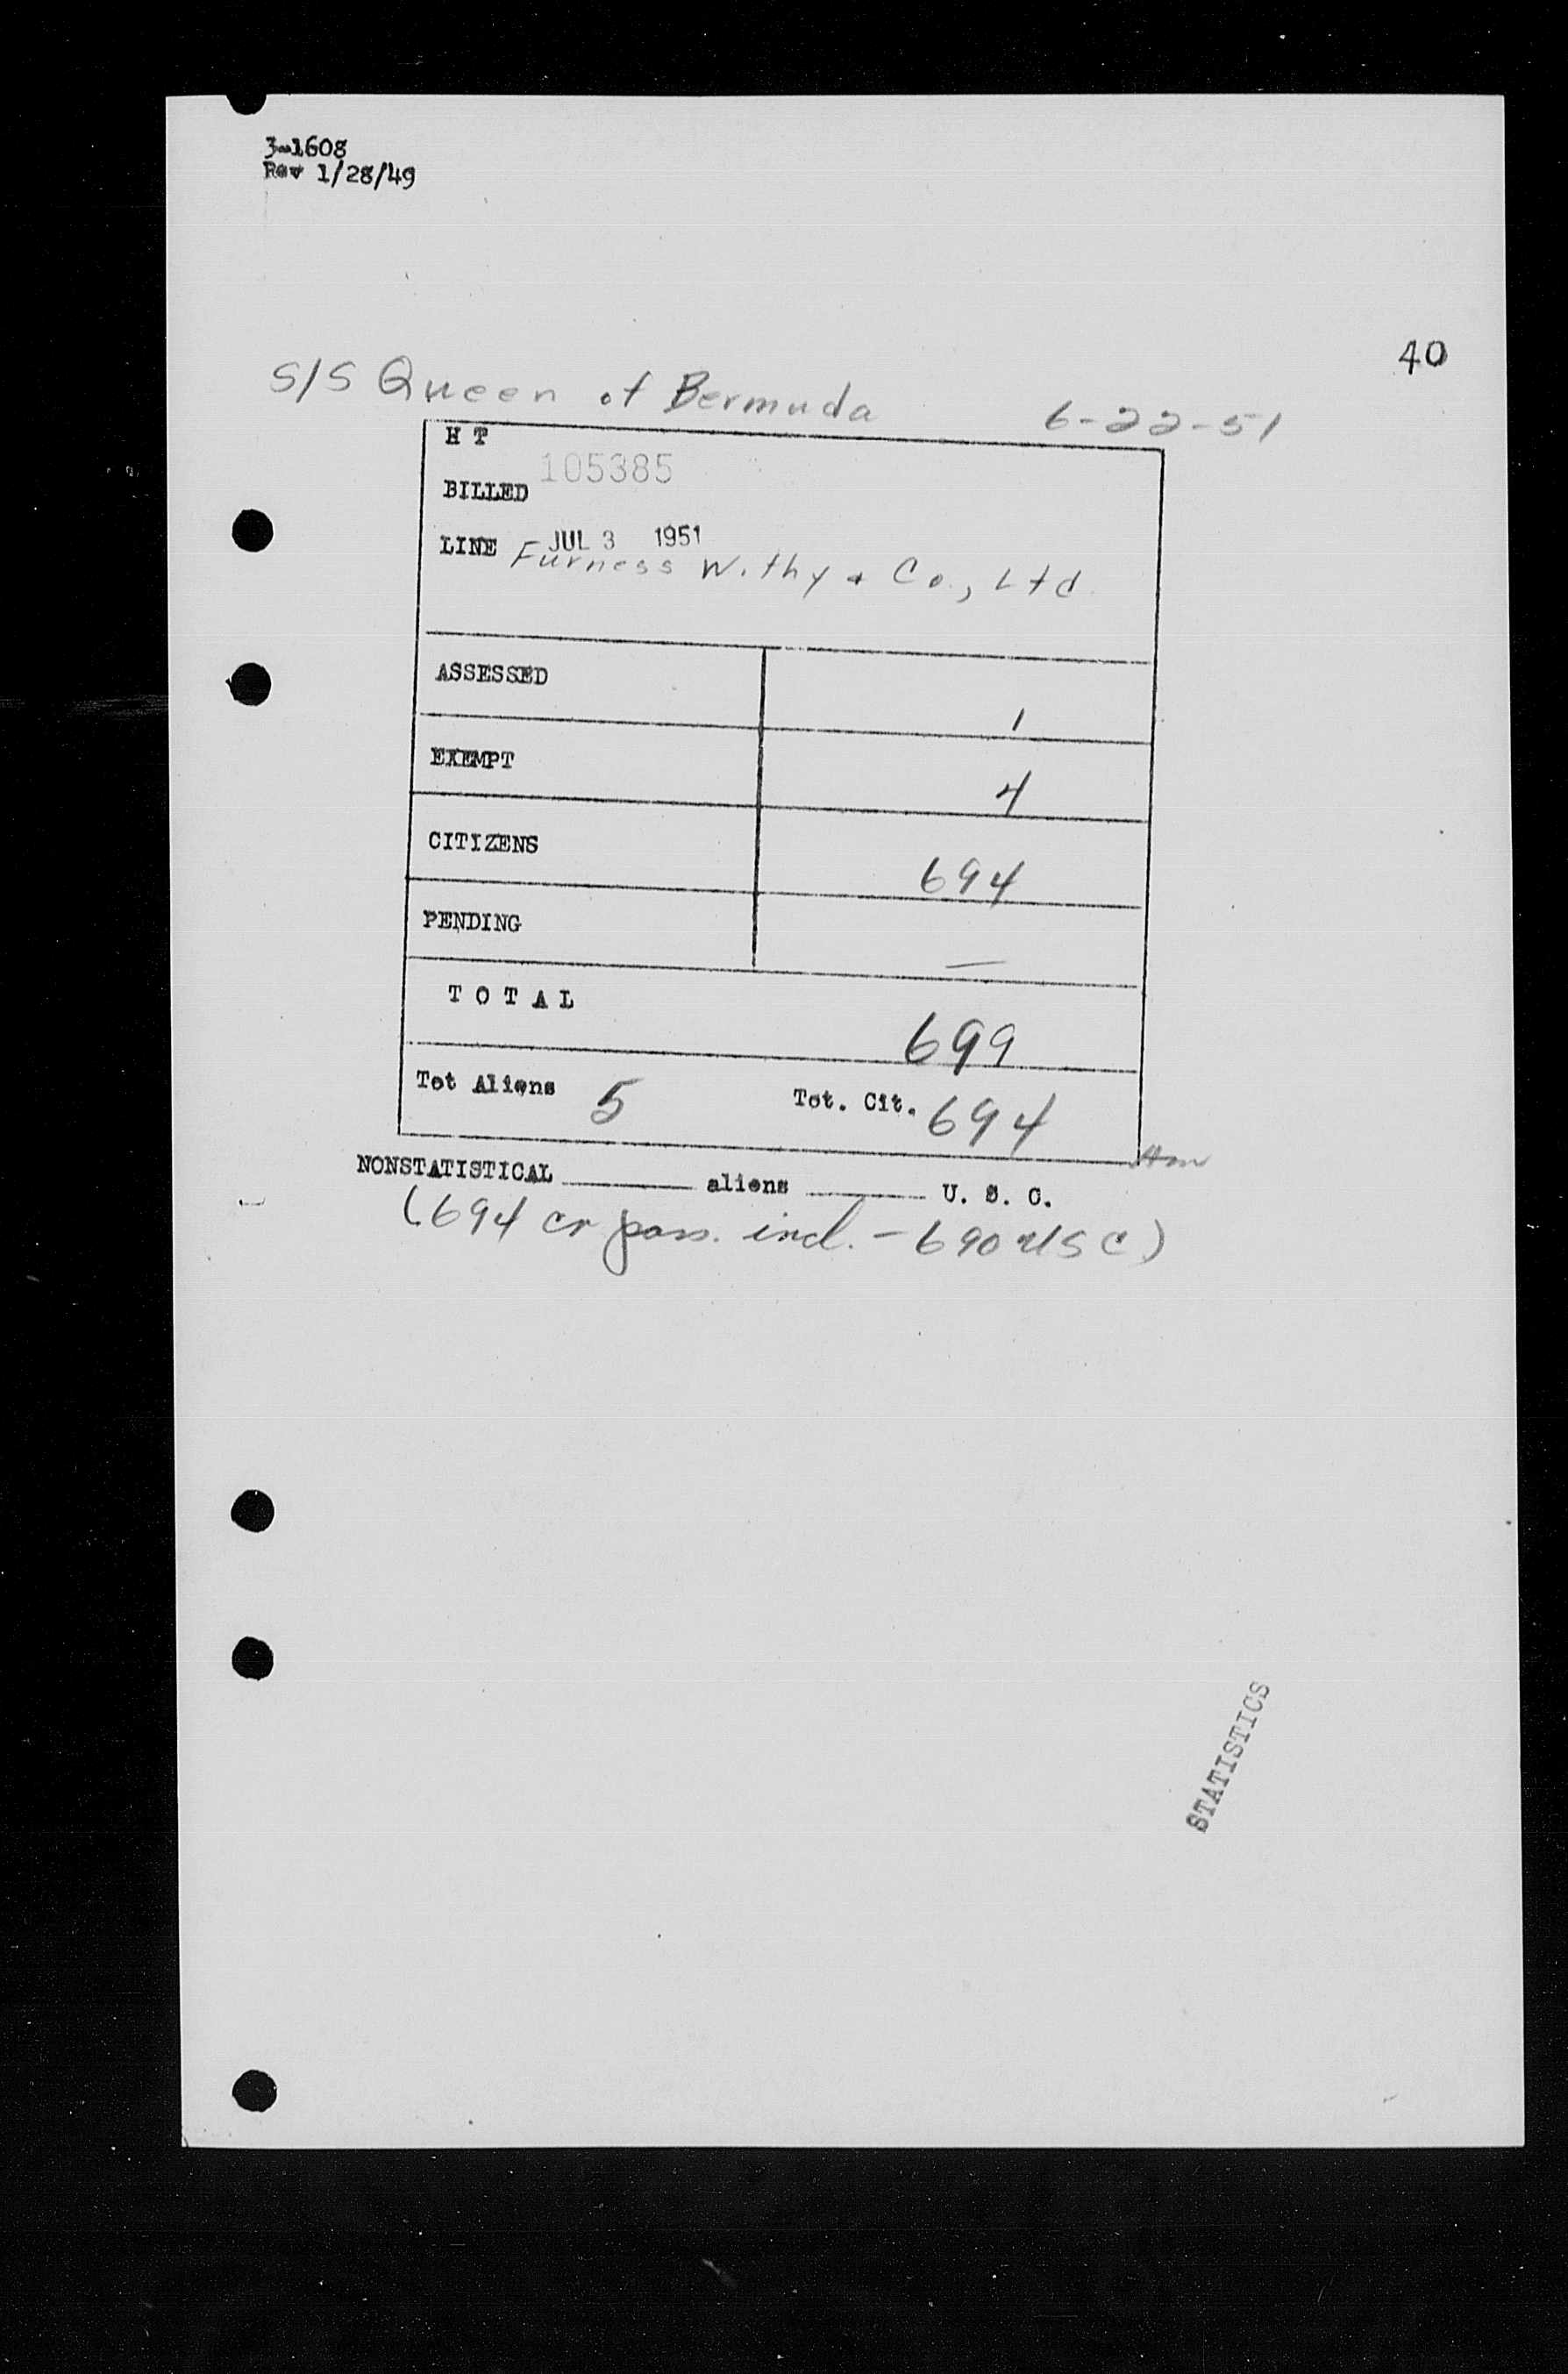 3-1608
Rev 1/28/49
40
S/S Queen of Bermuda 6-22-51
H T
105385
BILLED
JUL 3 1951
LINE Furness Withy & Co., Ltd.
ASSESSED 1
EXEMPT 4
CITIZENS 694
PENDING —
T O T A L 699
Tot Aliens 5 Tot. Cit. 694
NONSTATISTICAL ______ aliens ______ U. S. C.
(694 cr pass. incl. - 690 USC)
STATISTICS